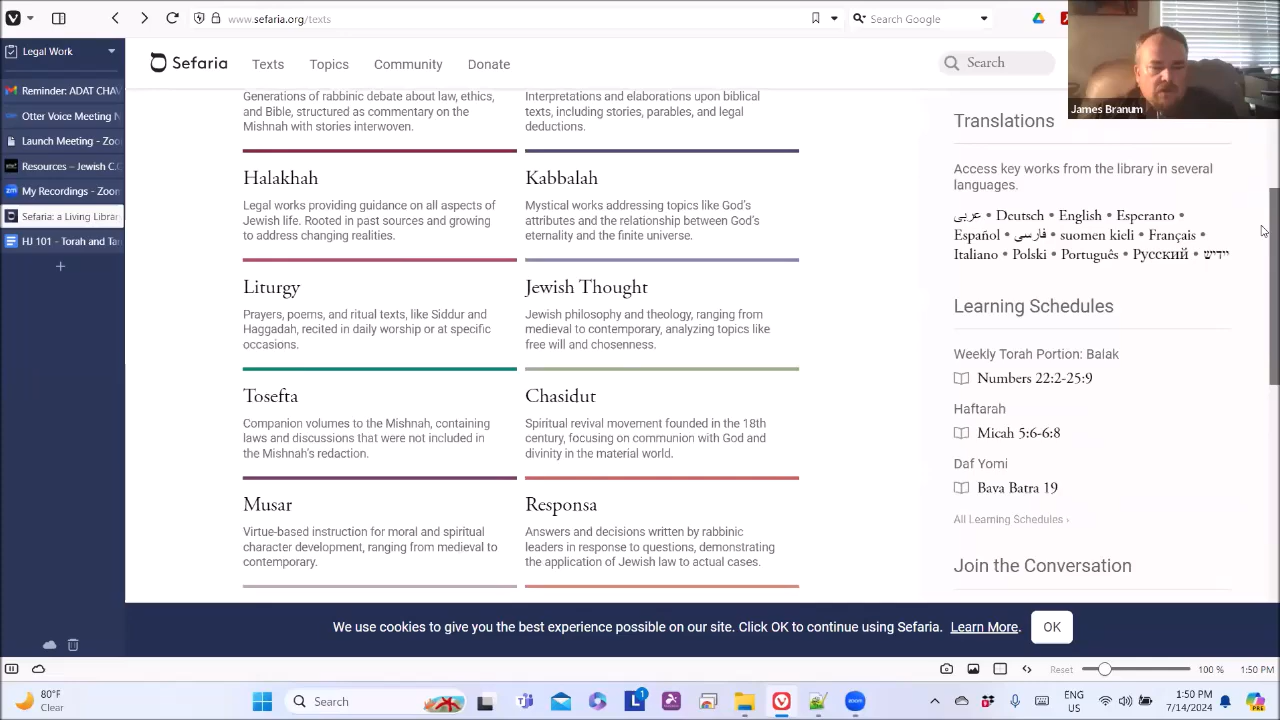 www.sefaria.org/texts
Search Google
Legal Work
Reminder: ADAT CHAV
Otter Voice Meeting N
Launch Meeting - Zoo
Resources – Jewish C.O
My Recordings - Zoo
Sefaria: a Living Librar
HJ 101 - Torah and Tar
Sefaria
Texts
Topics
Community
Donate
Search
James Branum
Generations of rabbinic debate about law, ethics,
and Bible, structured as commentary on the
Mishnah with stories interwoven.
Interpretations and elaborations upon biblical
texts, including stories, parables, and legal
deductions.
Halakhah
Legal works providing guidance on all aspects of
Jewish life. Rooted in past sources and growing
to address changing realities.
Kabbalah
Mystical works addressing topics like God's
attributes and the relationship between God's
eternality and the finite universe.
Liturgy
Prayers, poems, and ritual texts, like Siddur and
Haggadah, recited in daily worship or at specific
occasions.
Jewish Thought
Jewish philosophy and theology, ranging from
medieval to contemporary, analyzing topics like
free will and chosenness.
Tosefta
Companion volumes to the Mishnah, containing
laws and discussions that were not included in
the Mishnah's redaction.
Chasidut
Spiritual revival movement founded in the 18th
century, focusing on communion with God and
divinity in the material world.
Musar
Virtue-based instruction for moral and spiritual
character development, ranging from medieval to
contemporary.
Responsa
Answers and decisions written by rabbinic
leaders in response to questions, demonstrating
the application of Jewish law to actual cases.
Translations
Access key works from the library in several
languages.
عربى • Deutsch • English • Esperanto •
Español • فارسی • suomen kieli • Français •
Italiano • Polski • Português • Русский • יידיש
Learning Schedules
Weekly Torah Portion: Balak
Numbers 22:2-25:9
Haftarah
Micah 5:6-6:8
Daf Yomi
Bava Batra 19
All Learning Schedules ›
Join the Conversation
We use cookies to give you the best experience possible on our site. Click OK to continue using Sefaria. Learn More.
OK
Reset
100 %
1:50 PM
80°F
Clear
Search
1
ENG
US
1:50 PM
7/14/2024
PRE